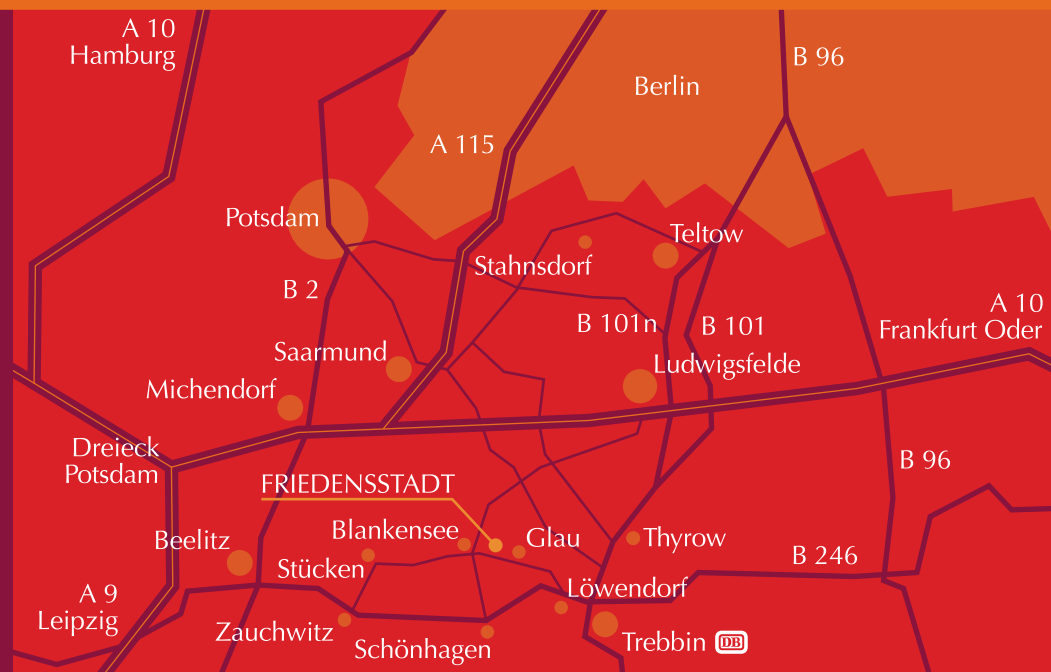 A 10
Hamburg
B 96
Berlin
A 115
Potsdam
Teltow
Stahnsdorf
B 2
A 10
Frankfurt Oder
B 101n
B 101
Saarmund
Ludwigsfelde
Michendorf
Dreieck
Potsdam
B 96
FRIEDENSSTADT
Blankensee
Glau
Thyrow
Beelitz
B 246
Stücken
Löwendorf
A 9
Leipzig
Zauchwitz
Schönhagen
Trebbin DB